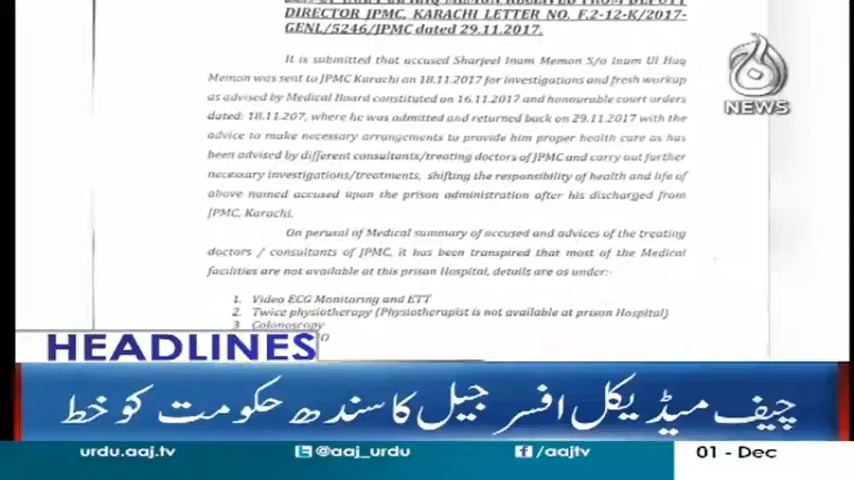 DIRECTOR JPMC, KARACHI LETTER NO. F.2-12-K/2017-
GENL/5246/JPMC dated 29.11.2017.
It is submitted that accused Sharjeel Inam Memon S/o Inam Ul Haq
Memon was sent to JPMC Karachi on 18.11.2017 for investigations and fresh workup
as advised by Medical Board constituted on 16.11.2017 and honourable court orders
dated: 18.11.207, where he was admitted and returned back on 29.11.2017 with the
advice to make necessary arrangements to provide him proper health care as has
been advised by different consultants/treating doctors of JPMC and carry out further
necessary investigations/treatments, shifting the responsibility of health and life of
above named accused upon the prison administration after his discharged from
JPMC, Karachi.
On perusal of Medical summary of accused and advices of the treating
doctors / consultants of JPMC, it has been transpired that most of the Medical
facilities are not available at this prison Hospital, details are as under:-
1. Video ECG Monitoring and ETT
2. Twice physiotherapy (Physiotherapist is not available at prison Hospital)
3 Colonoscopy
NEWS
HEADLINES
چیف میڈیکل افسر جیل کا سندھ حکومت کو خط
urdu.aaj.tv
@aaj_urdu
/aajtv
01 - Dec